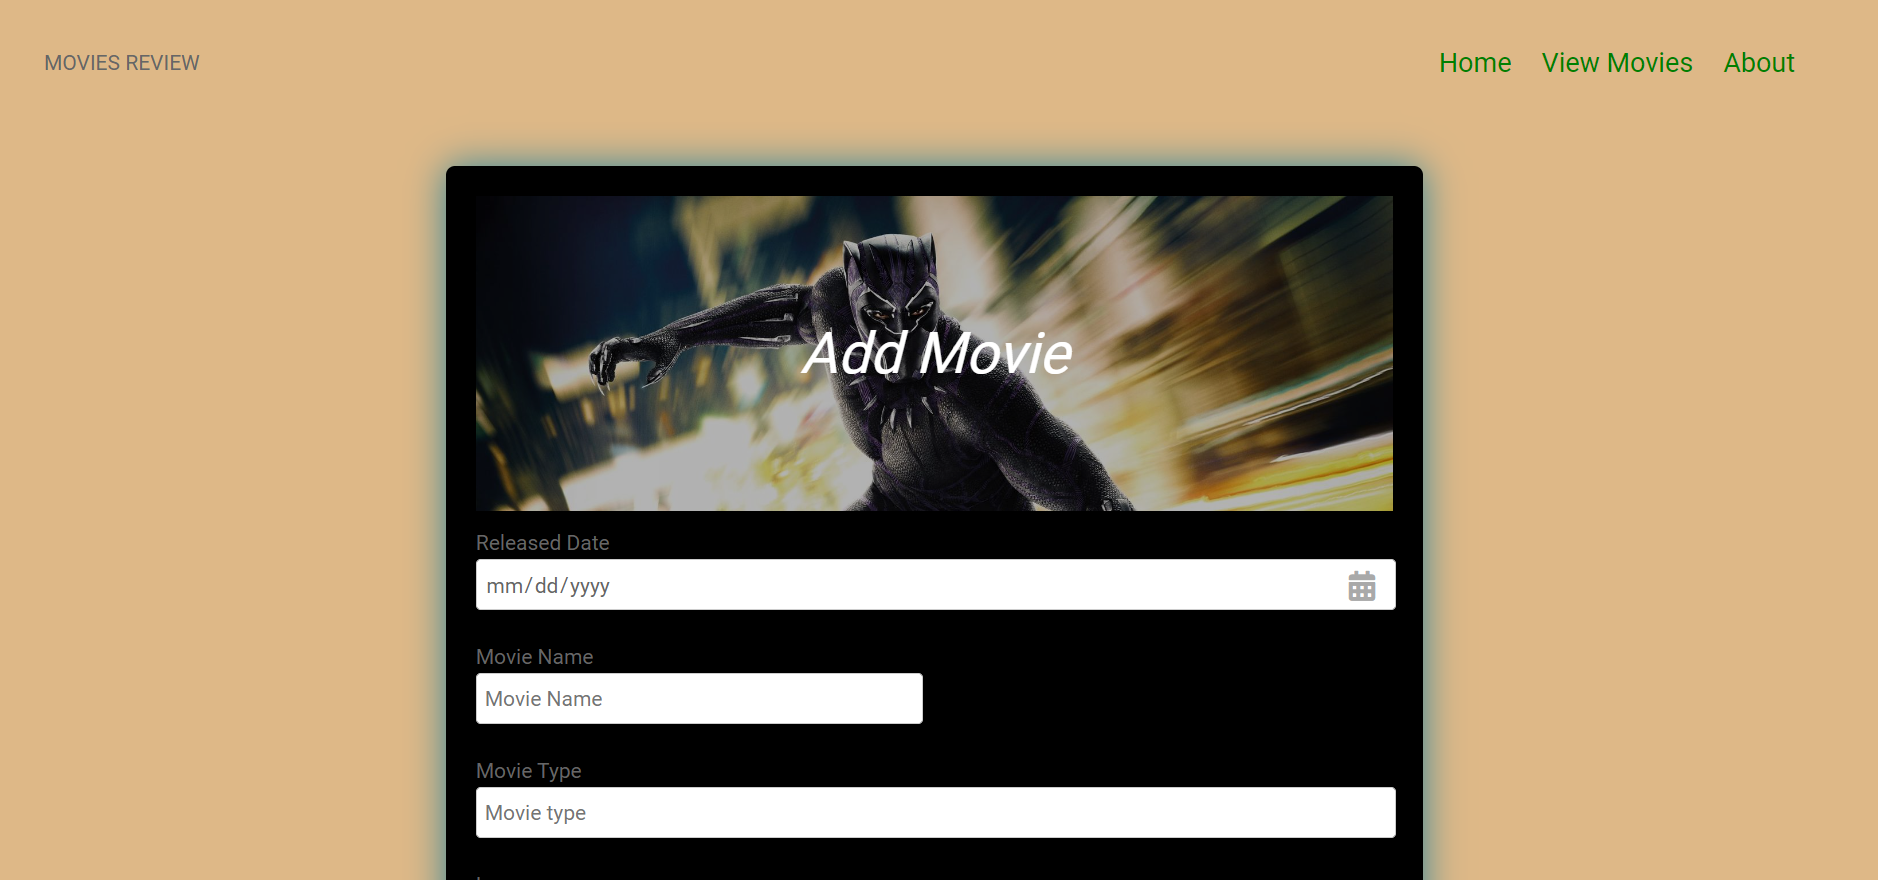 MOVIES REVIEW
Home View Movies About
Add Movie
Released Date
mm/dd/yyyy
Movie Name
Movie Name
Movie Type
Movie type